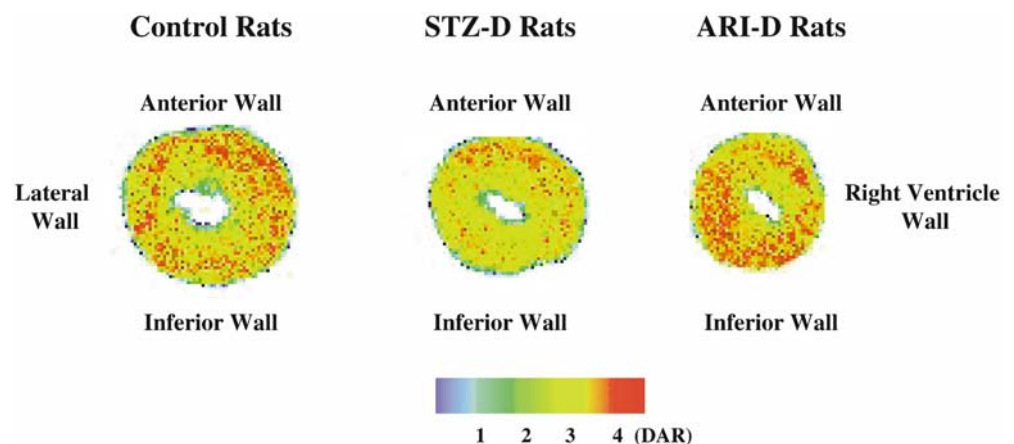 Control Rats
STZ-D Rats
ARI-D Rats
Anterior Wall
Anterior Wall
Anterior Wall
Lateral
Wall
Right Ventricle
Wall
Inferior Wall
Inferior Wall
Inferior Wall
1 2 3 4 (DAR)